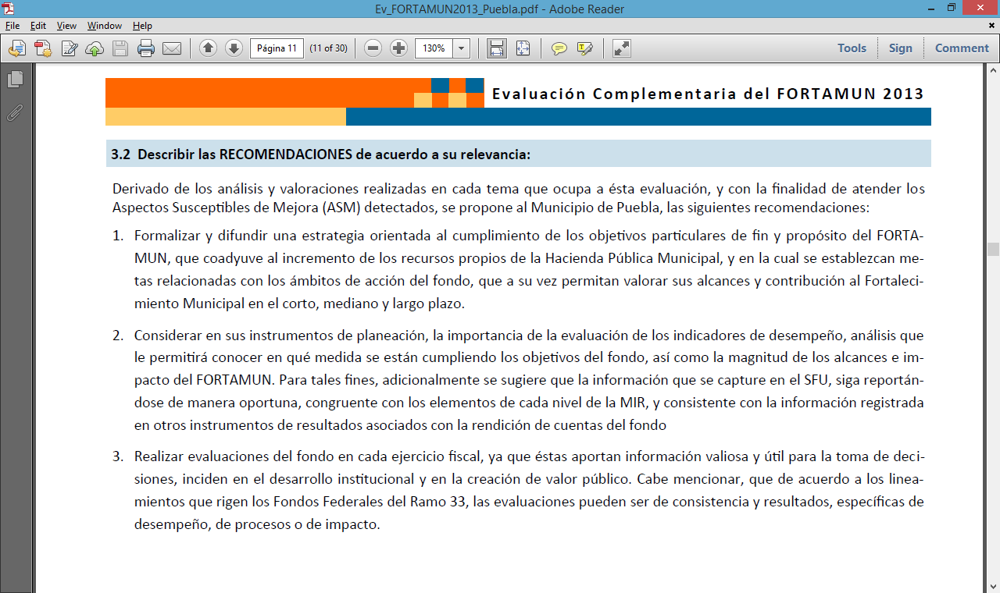 Ev_FORTAMUN2013_Puebla.pdf - Adobe Reader
File Edit View Window Help
Página 11 (11 of 30) 130% Tools Sign Comment
Evaluación Complementaria del FORTAMUN 2013
3.2 Describir las RECOMENDACIONES de acuerdo a su relevancia:
Derivado de los análisis y valoraciones realizadas en cada tema que ocupa a ésta evaluación, y con la finalidad de atender los
Aspectos Susceptibles de Mejora (ASM) detectados, se propone al Municipio de Puebla, las siguientes recomendaciones:
1. Formalizar y difundir una estrategia orientada al cumplimiento de los objetivos particulares de fin y propósito del FORTA-
MUN, que coadyuve al incremento de los recursos propios de la Hacienda Pública Municipal, y en la cual se establezcan me-
tas relacionadas con los ámbitos de acción del fondo, que a su vez permitan valorar sus alcances y contribución al Fortaleci-
miento Municipal en el corto, mediano y largo plazo.
2. Considerar en sus instrumentos de planeación, la importancia de la evaluación de los indicadores de desempeño, análisis que
le permitirá conocer en qué medida se están cumpliendo los objetivos del fondo, así como la magnitud de los alcances e im-
pacto del FORTAMUN. Para tales fines, adicionalmente se sugiere que la información que se capture en el SFU, siga reportán-
dose de manera oportuna, congruente con los elementos de cada nivel de la MIR, y consistente con la información registrada
en otros instrumentos de resultados asociados con la rendición de cuentas del fondo
3. Realizar evaluaciones del fondo en cada ejercicio fiscal, ya que éstas aportan información valiosa y útil para la toma de deci-
siones, inciden en el desarrollo institucional y en la creación de valor público. Cabe mencionar, que de acuerdo a los linea-
mientos que rigen los Fondos Federales del Ramo 33, las evaluaciones pueden ser de consistencia y resultados, específicas de
desempeño, de procesos o de impacto.